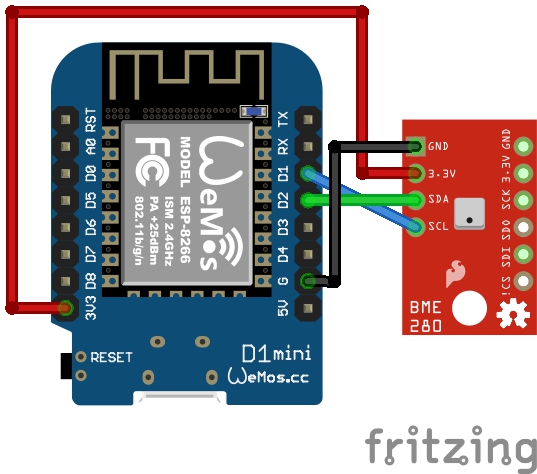 RST
A0
D0
D5
D6
D7
D8
3V3
TX
RX
D1
D2
D3
D4
G
5V
WeMos
MODEL ESP-8266
ISM 2.4GHz
PA +25dBm
802.11b/g/n
FC
RESET
D1mini
WeMos.cc
GND
3.3V
SDA
SCL
GND
3.3V
SCK
SDO
SDI
!CS
BME
280
fritzing